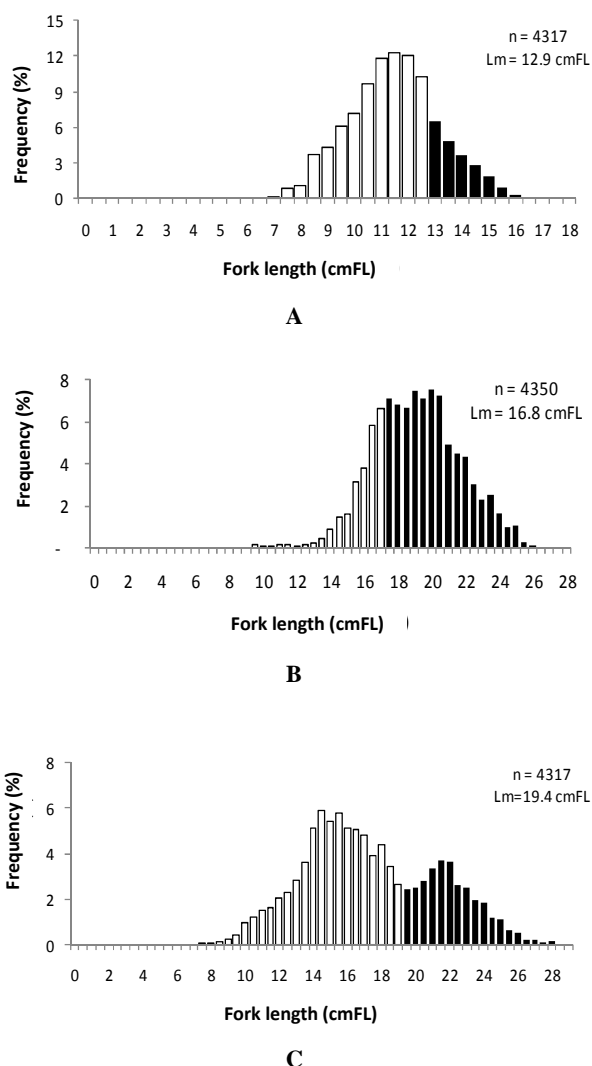 15
n = 4317
Lm = 12.9 cmFL
12
9
6
3
0
Frequency (%)
0 1 2 3 4 5 6 7 8 9 10 11 12 13 14 15 16 17 18
Fork length (cmFL)
A
8
n = 4350
Lm = 16.8 cmFL
6
4
2
-
Frequency (%)
0 2 4 6 8 10 12 14 16 18 20 22 24 26 28
Fork length (cmFL) )
B
8
n = 4317
Lm=19.4 cmFL
6
4
2
0
Frequency (%)
0 2 4 6 8 10 12 14 16 18 20 22 24 26 28
Fork length (cmFL)
C